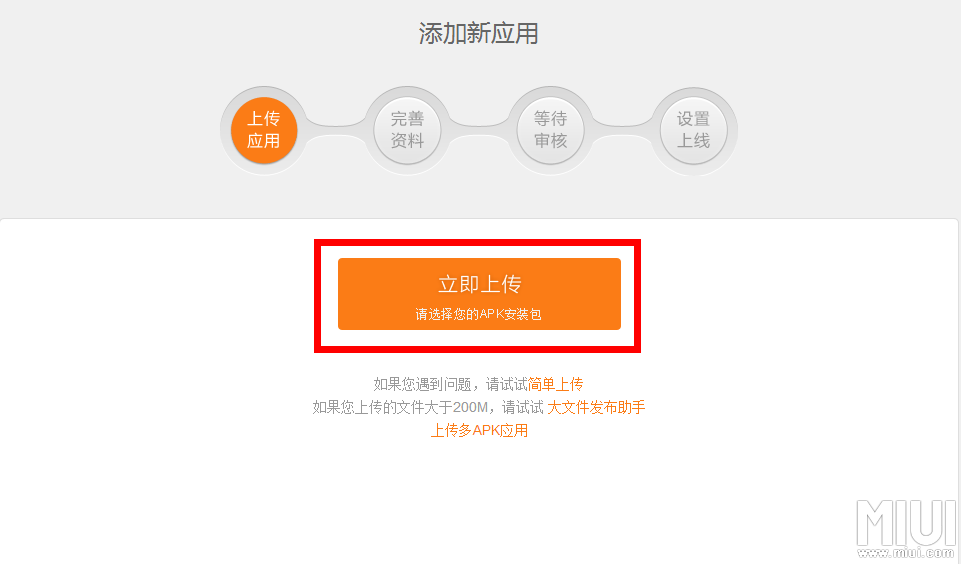 添加新应用
上传
应用
完善
资料
等待
审核
设置
上线
立即上传
请选择您的APK安装包
如果您遇到问题，请试试简单上传
如果您上传的文件大于200M，请试试 大文件发布助手
上传多APK应用
MIUI
www.miui.com